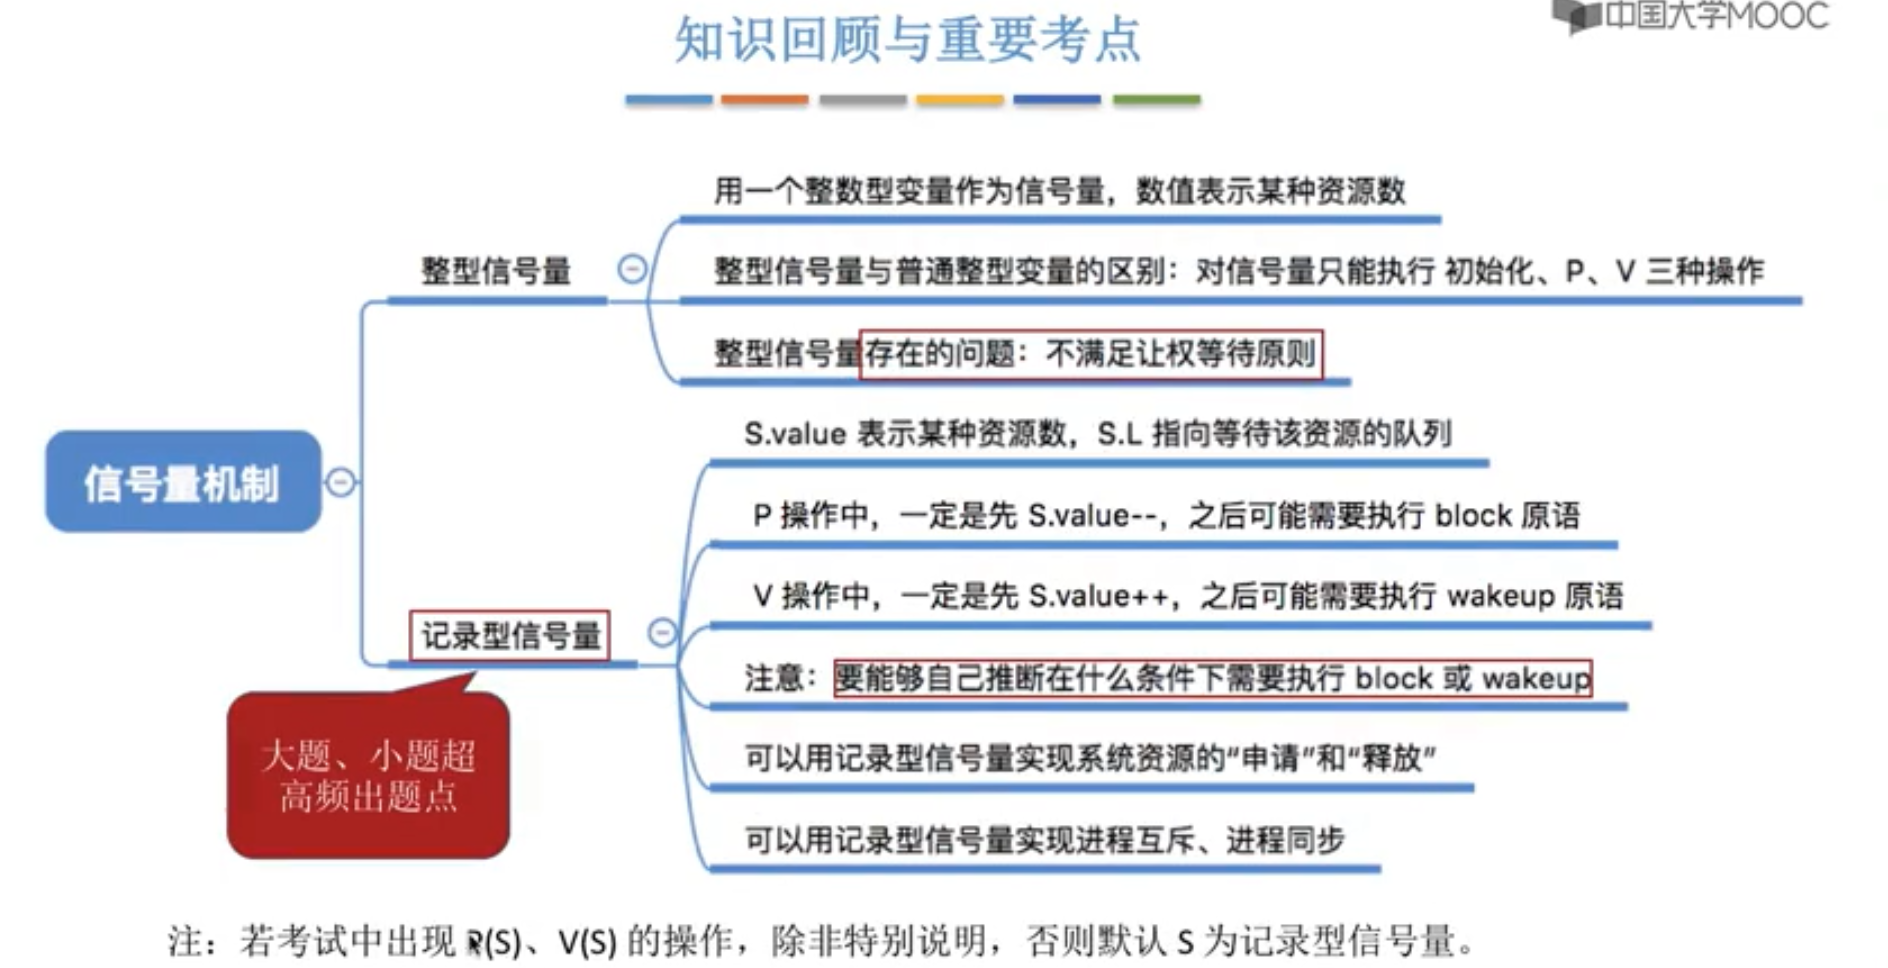 知识回顾与重要考点
中国大学MOOC
用一个整数型变量作为信号量，数值表示某种资源数
整型信号量
整型信号量与普通整型变量的区别：对信号量只能执行 初始化、P、V 三种操作
整型信号量存在的问题：不满足让权等待原则
信号量机制
S.value 表示某种资源数，S.L 指向等待该资源的队列
P 操作中，一定是先 S.value--，之后可能需要执行 block 原语
V 操作中，一定是先 S.value++，之后可能需要执行 wakeup 原语
记录型信号量
注意：要能够自己推断在什么条件下需要执行 block 或 wakeup
可以用记录型信号量实现系统资源的“申请”和“释放”
可以用记录型信号量实现进程互斥、进程同步
大题、小题超
高频出题点
注：若考试中出现 P(S)、V(S) 的操作，除非特别说明，否则默认 S 为记录型信号量。